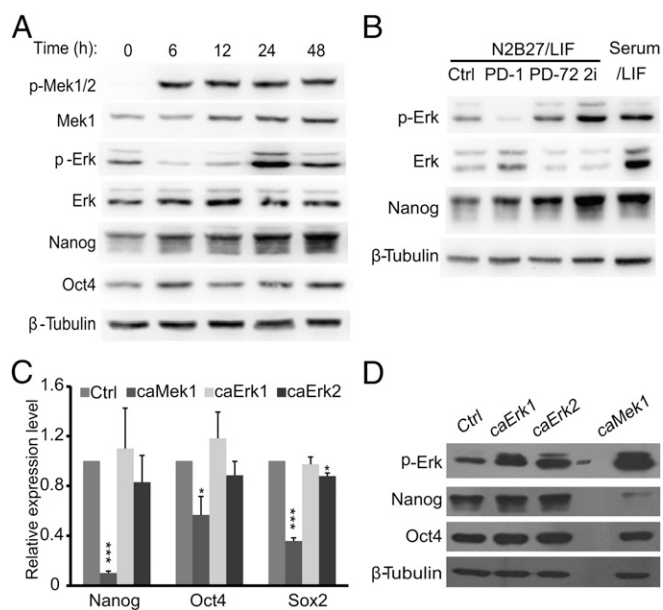 A
Time (h): 0 6 12 24 48
p-Mek1/2
Mek1
p-Erk
Erk
Nanog
Oct4
β-Tubulin
B
N2B27/LIF Serum
Ctrl PD-1 PD-72 2i /LIF
p-Erk
Erk
Nanog
β-Tubulin
C
Relative expression level
1.6
1.2
0.8
0.4
0
Ctrl caMek1 caErk1 caErk2
***
*
***
*
Nanog Oct4 Sox2
D
Ctrl caErk1 caErk2 caMek1
p-Erk
Nanog
Oct4
β-Tubulin